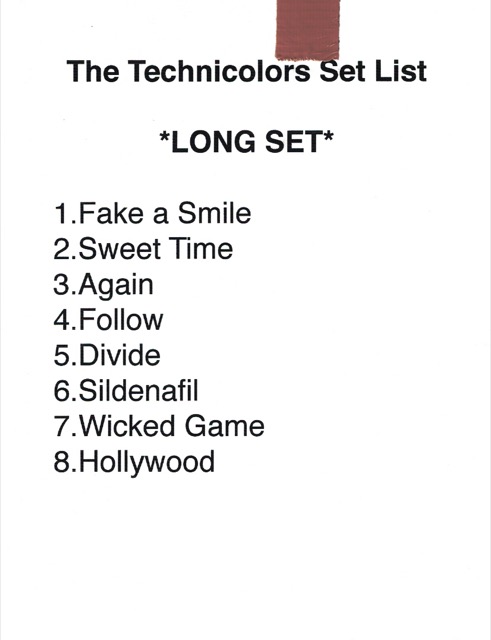 The Technicolors Set List
*LONG SET*
1.Fake a Smile
2.Sweet Time
3.Again
4.Follow
5.Divide
6.Sildenafil
7.Wicked Game
8.Hollywood